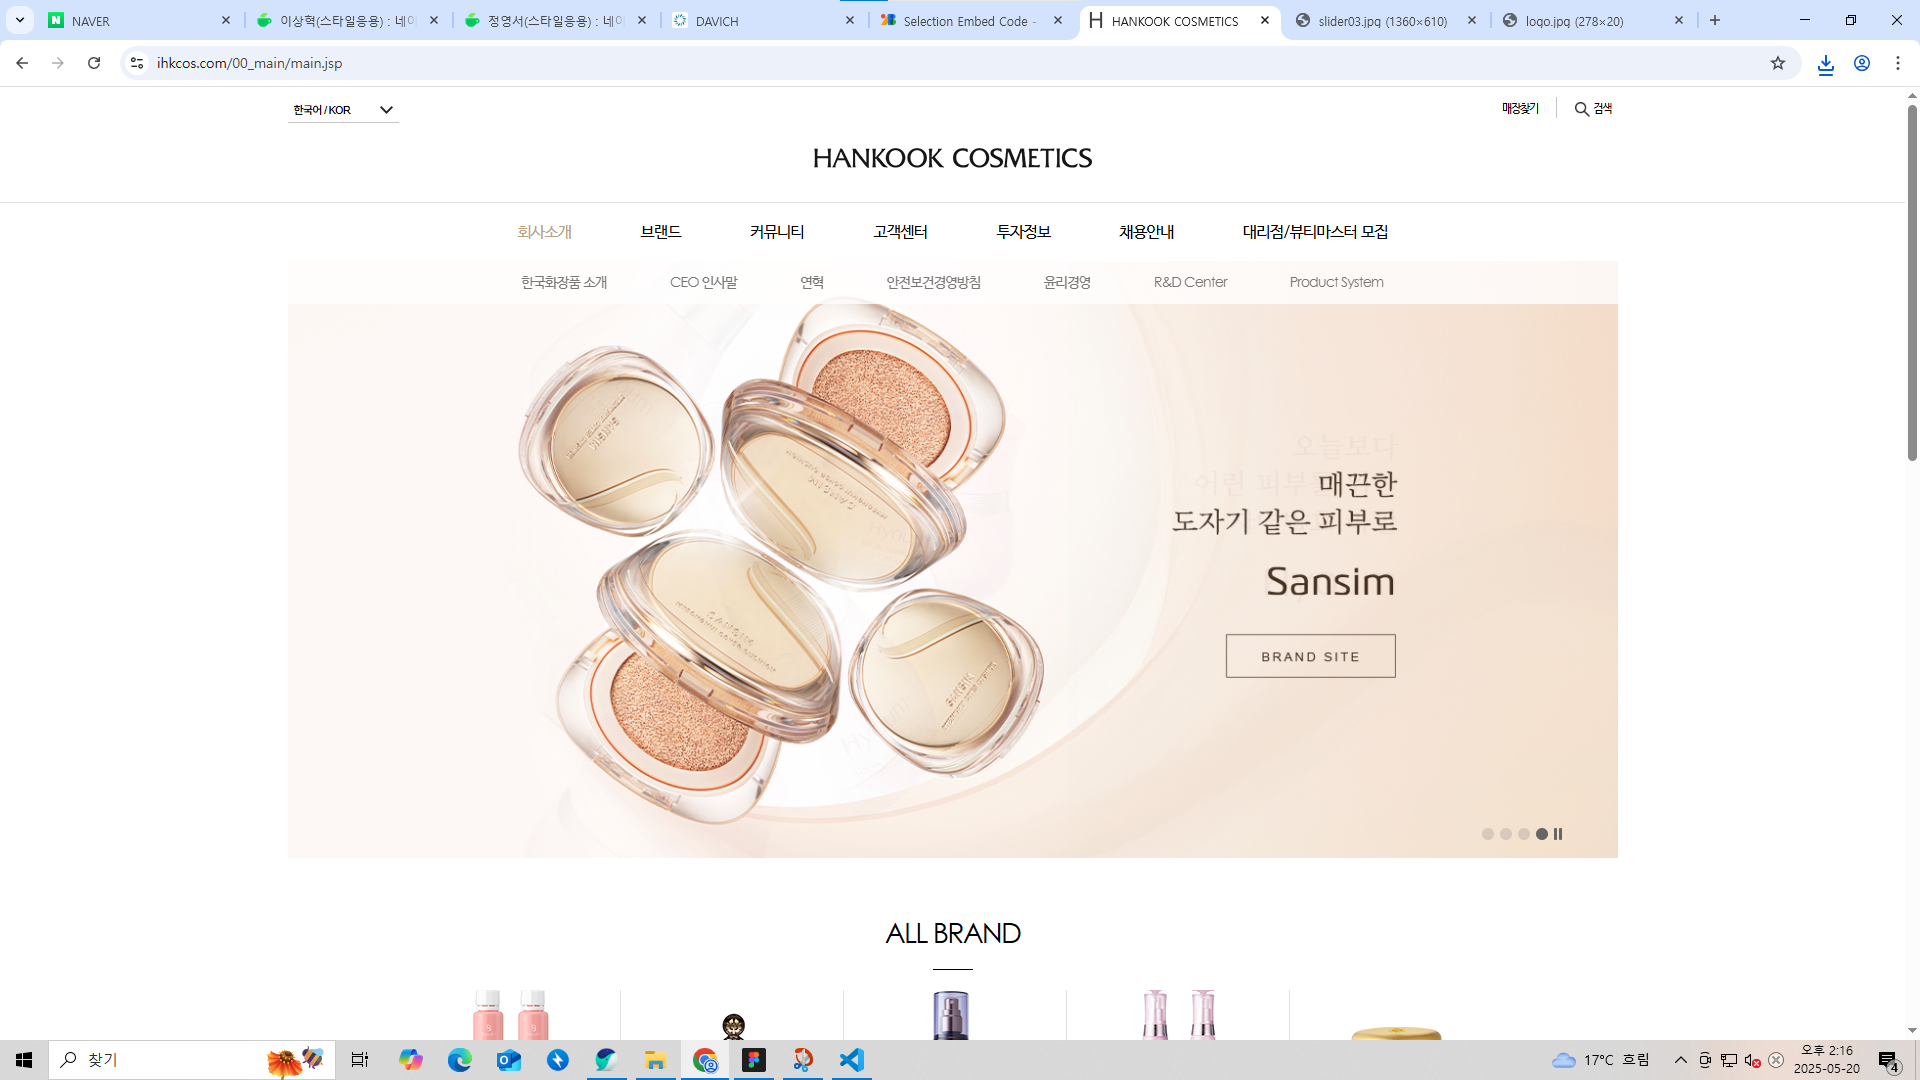 NAVER
이상혁(스타일응용) : 네이
정영서(스타일응용) : 네이
DAVICH
Selection Embed Code -
HANKOOK COSMETICS
slider03.jpg (1360×610)
logo.jpg (278×20)
ihkcos.com/00_main/main.jsp
한국어 / KOR
매장찾기
검색
HANKOOK COSMETICS
회사소개 브랜드 커뮤니티 고객센터 투자정보 채용안내 대리점/뷰티마스터 모집
한국화장품 소개 CEO 인사말 연혁 안전보건경영방침 윤리경영 R&D Center Product System
오늘보다
어린 피부
매끈한
도자기 같은 피부로
Sansim
BRAND SITE
ALL BRAND
찾기
17°C 흐림
오후 2:16
2025-05-20
4